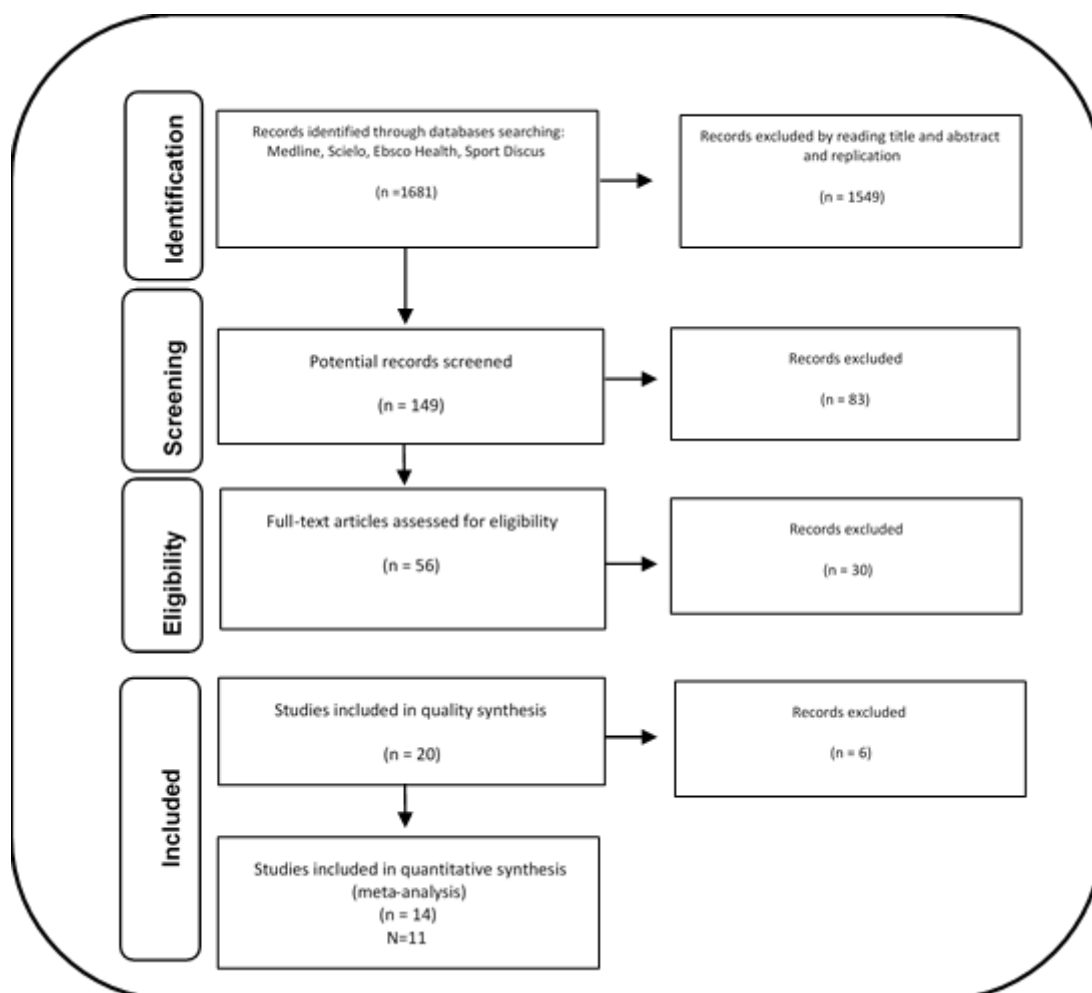 Identification
Records identified through databases searching:
Medline, Scielo, Ebsco Health, Sport Discus
(n =1681)
Records excluded by reading title and abstract
and replication
(n = 1549)
Screening
Potential records screened
(n = 149)
Records excluded
(n = 83)
Eligibility
Full-text articles assessed for eligibility
(n = 56)
Records excluded
(n = 30)
Included
Studies included in quality synthesis
(n = 20)
Records excluded
(n = 6)
Studies included in quantitative synthesis
(meta-analysis)
(n = 14)
N=11